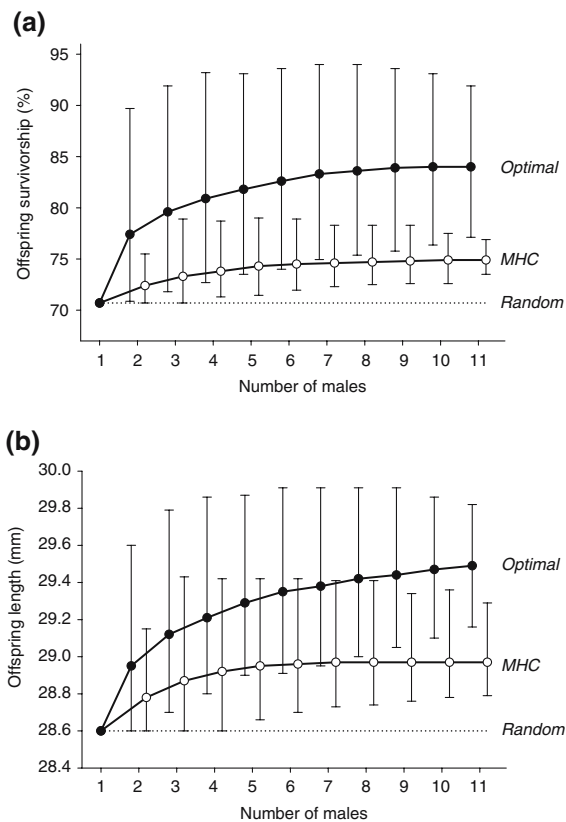 (a)
95
90
85
80
75
70
Offspring survivorship (%)
Optimal
MHC
Random
1 2 3 4 5 6 7 8 9 10 11
Number of males
(b)
30.0
29.8
29.6
29.4
29.2
29.0
28.8
28.6
28.4
Offspring length (mm)
Optimal
MHC
Random
1 2 3 4 5 6 7 8 9 10 11
Number of males